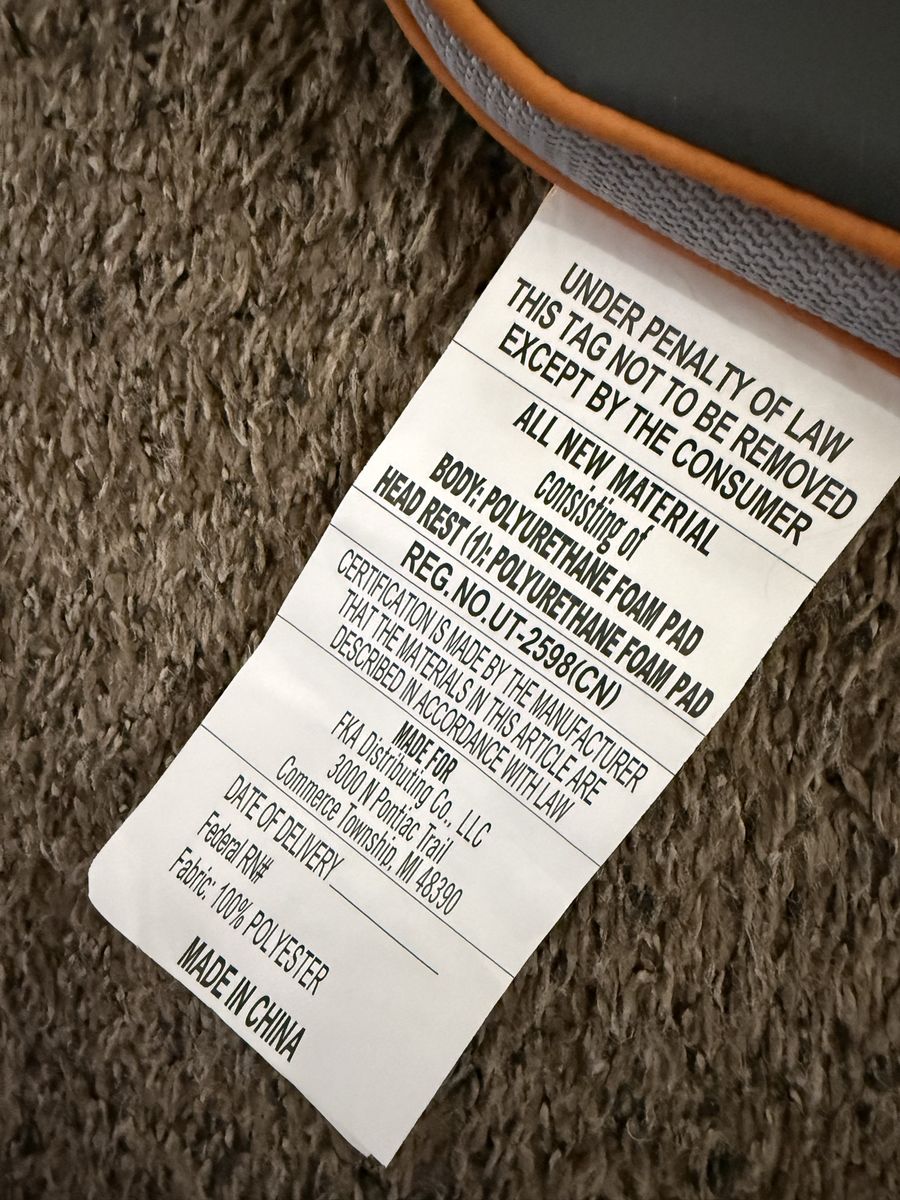 UNDER PENALTY OF LAW
THIS TAG NOT TO BE REMOVED
EXCEPT BY THE CONSUMER
ALL NEW MATERIAL
consisting of
BODY: POLYURETHANE FOAM PAD
HEAD REST (1): POLYURETHANE FOAM PAD
REG. NO.UT-2598(CN)
CERTIFICATION IS MADE BY THE MANUFACTURER
THAT THE MATERIALS IN THIS ARTICLE ARE
DESCRIBED IN ACCORDANCE WITH LAW
MADE FOR
FKA Distributing Co., LLC
3000 N Pontiac Trail
Commerce Township, MI 48390
DATE OF DELIVERY
Federal RN#
Fabric: 100% POLYESTER
MADE IN CHINA